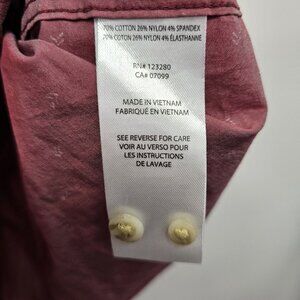 70% COTTON 26% NYLON 4% SPANDEX
70% COTON 26% NYLON 4% ÉLASTHANNE
RN# 123280
CA# 07099
MADE IN VIETNAM
FABRIQUÉ EN VIETNAM
SEE REVERSE FOR CARE
VOIR AU VERSO POUR
LES INSTRUCTIONS
DE LAVAGE